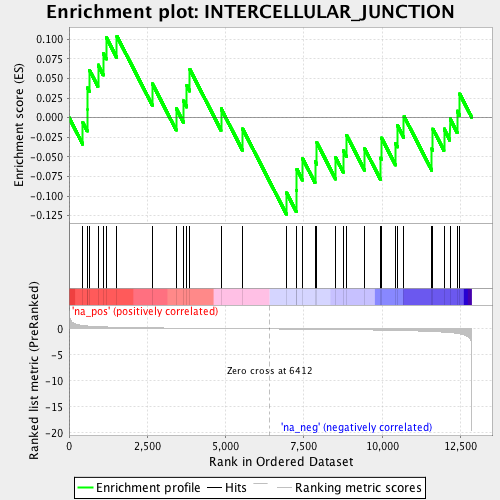 Enrichment plot: INTERCELLULAR_JUNCTION
Enrichment score (ES)
0.100
0.075
0.050
0.025
0.000
-0.025
-0.050
-0.075
-0.100
-0.125
'na_pos' (positively correlated)
Ranked list metric (PreRanked)
0
-5
-10
-15
-20
Zero cross at 6412
'na_neg' (negatively correlated)
0 2,500 5,000 7,500 10,000 12,500
Rank in Ordered Dataset
Enrichment profile Hits Ranking metric scores